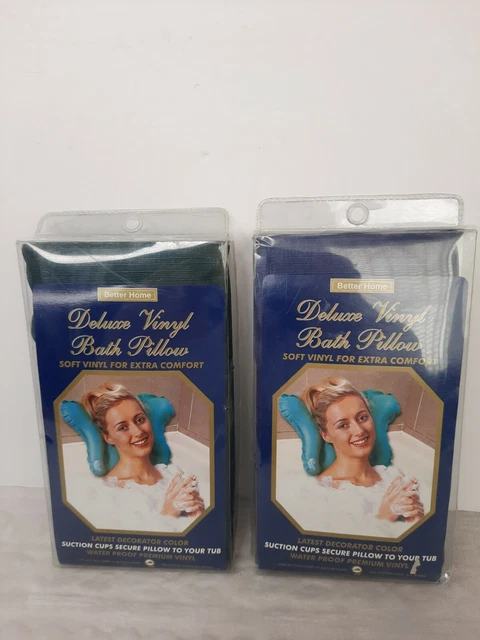 Better Home
Deluxe Vinyl
Bath Pillow
SOFT VINYL FOR EXTRA COMFORT
LATEST DECORATOR COLOR
SUCTION CUPS SECURE PILLOW TO YOUR TUB
WATER PROOF PREMIUM VINYL
Better Home
Deluxe Vinyl
Bath Pillow
SOFT VINYL FOR EXTRA COMFORT
LATEST DECORATOR COLOR
SUCTION CUPS SECURE PILLOW TO YOUR TUB
WATER PROOF PREMIUM VINYL